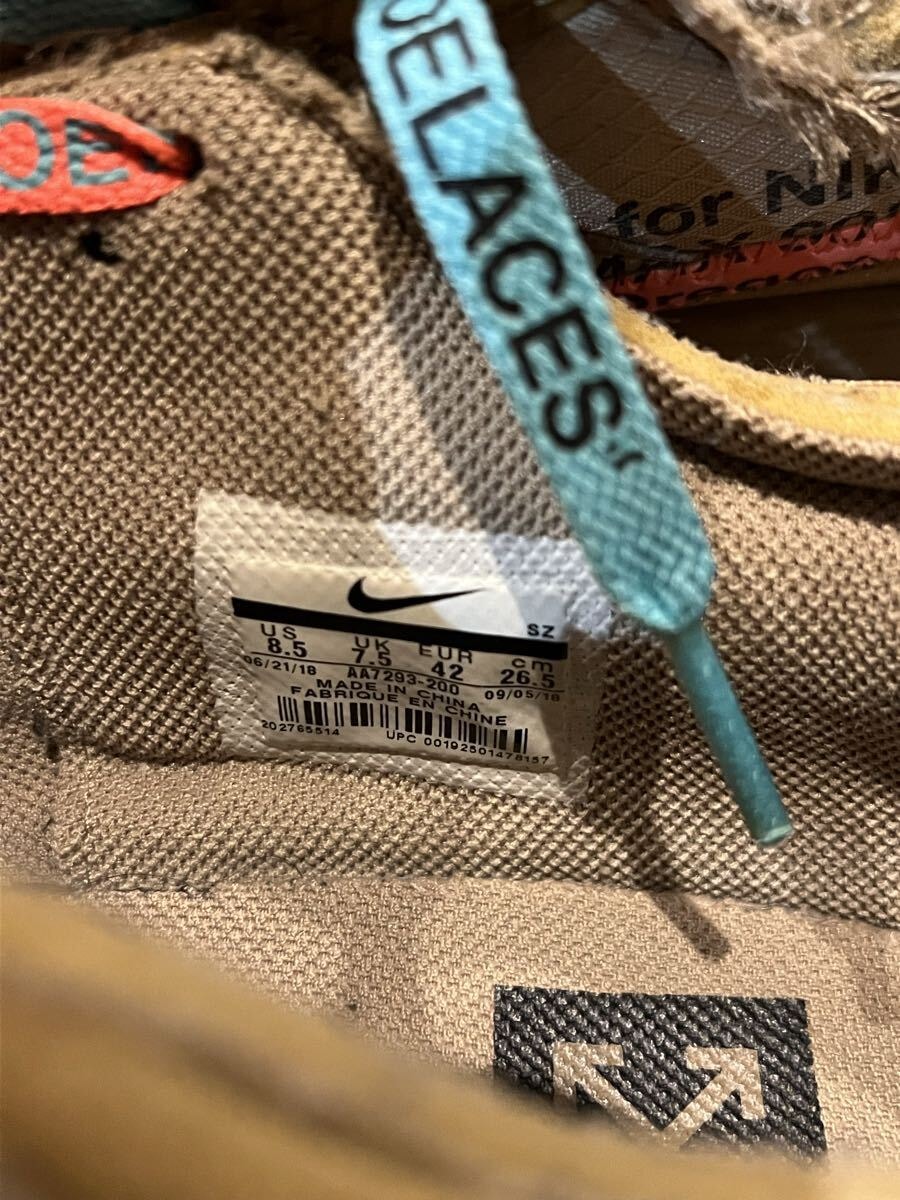 OELACES"
OE
for
SZ
US UK EUR cm
8.5 7.5 42 26.5
06/21/18 AA7293-200 09/05/18
MADE IN CHINA
FABRIQUE EN CHINE
202765514 UPC 00192501478157